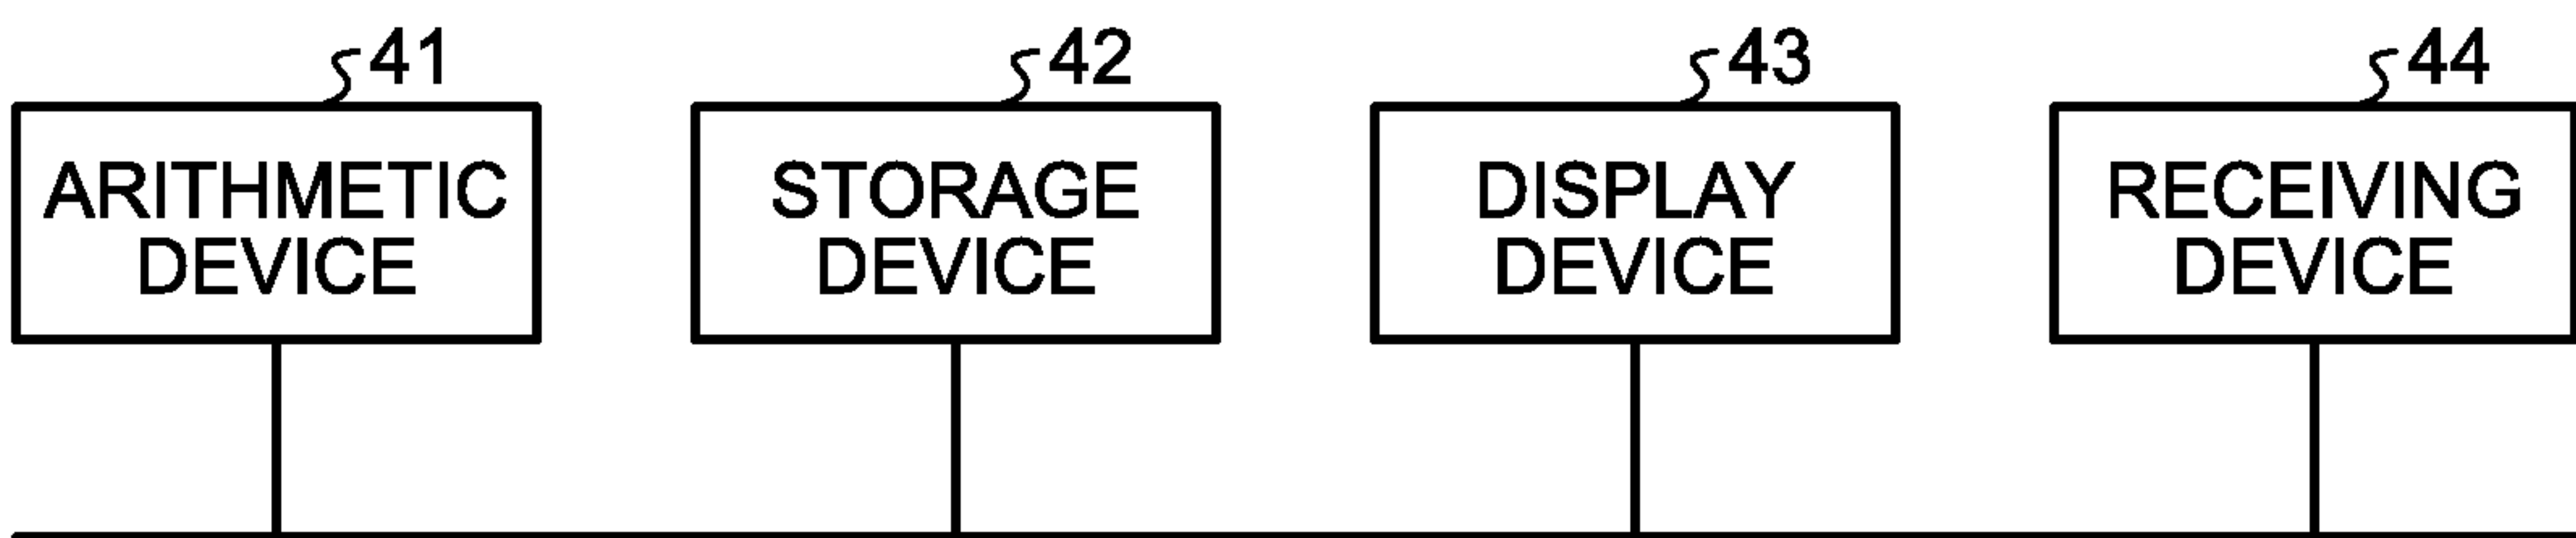 41
42
43
44
ARITHMETIC
DEVICE
STORAGE
DEVICE
DISPLAY
DEVICE
RECEIVING
DEVICE